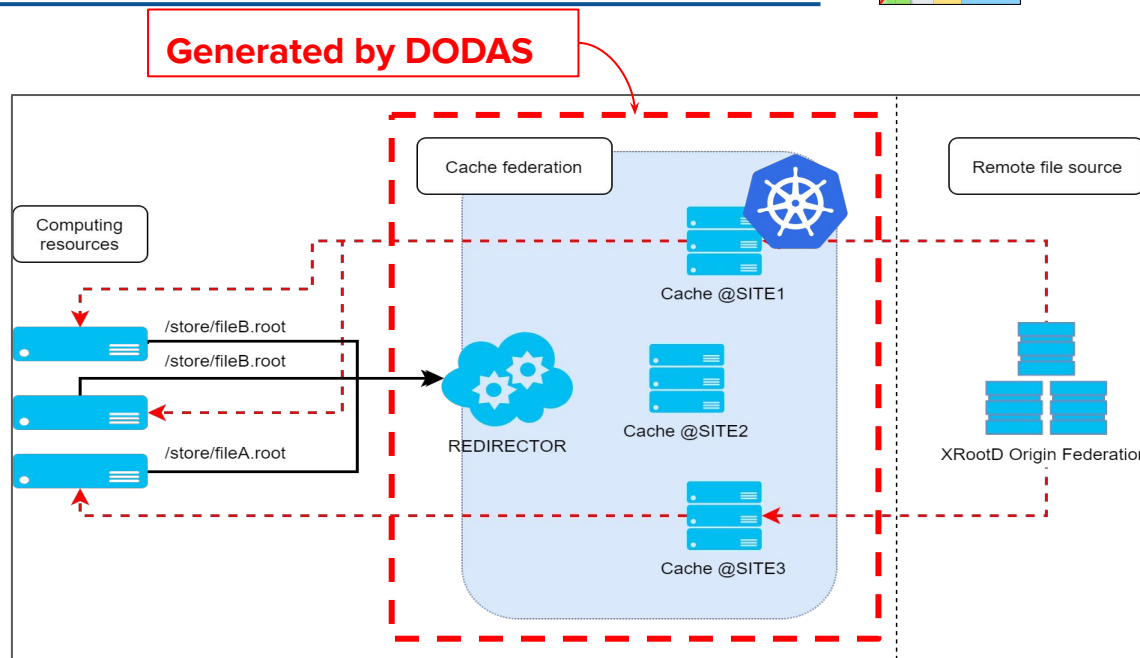 Generated by DODAS
Cache federation
Remote file source
Computing
resources
Cache @SITE1
/store/fileB.root
/store/fileB.root
REDIRECTOR
Cache @SITE2
/store/fileA.root
XRootD Origin Federation
Cache @SITE3